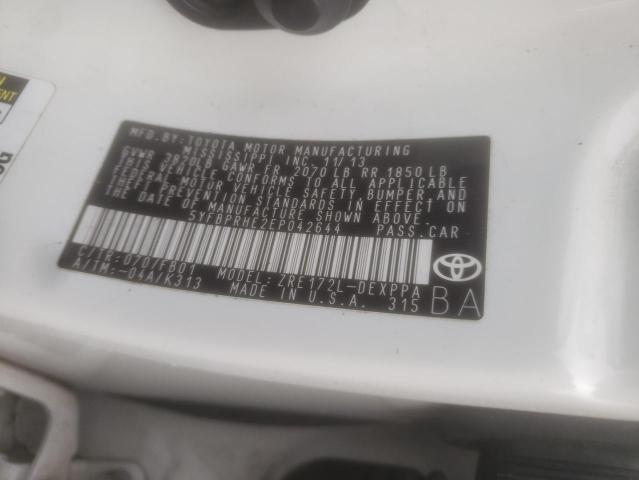 MFD.BY:TOYOTA MOTOR MANUFACTURING
MISSISSIPPI INC. 11/13
GVWR 3820LB GAWR FR 2070 LB RR 1850 LB
THIS VEHICLE CONFORMS TO ALL APPLICABLE
FEDERAL MOTOR VEHICLE SAFETY, BUMPER, AND
THEFT PREVENTION STANDARDS IN EFFECT ON
THE DATE OF MANUFACTURE SHOWN ABOVE.
5YFBPRHE2EP042644 PASS.CAR
C/TR:070/FB01 MODEL: ZRE172L-DEXPPA
A/TM:-04A/K313 MADE IN U.S.A. 315
BA